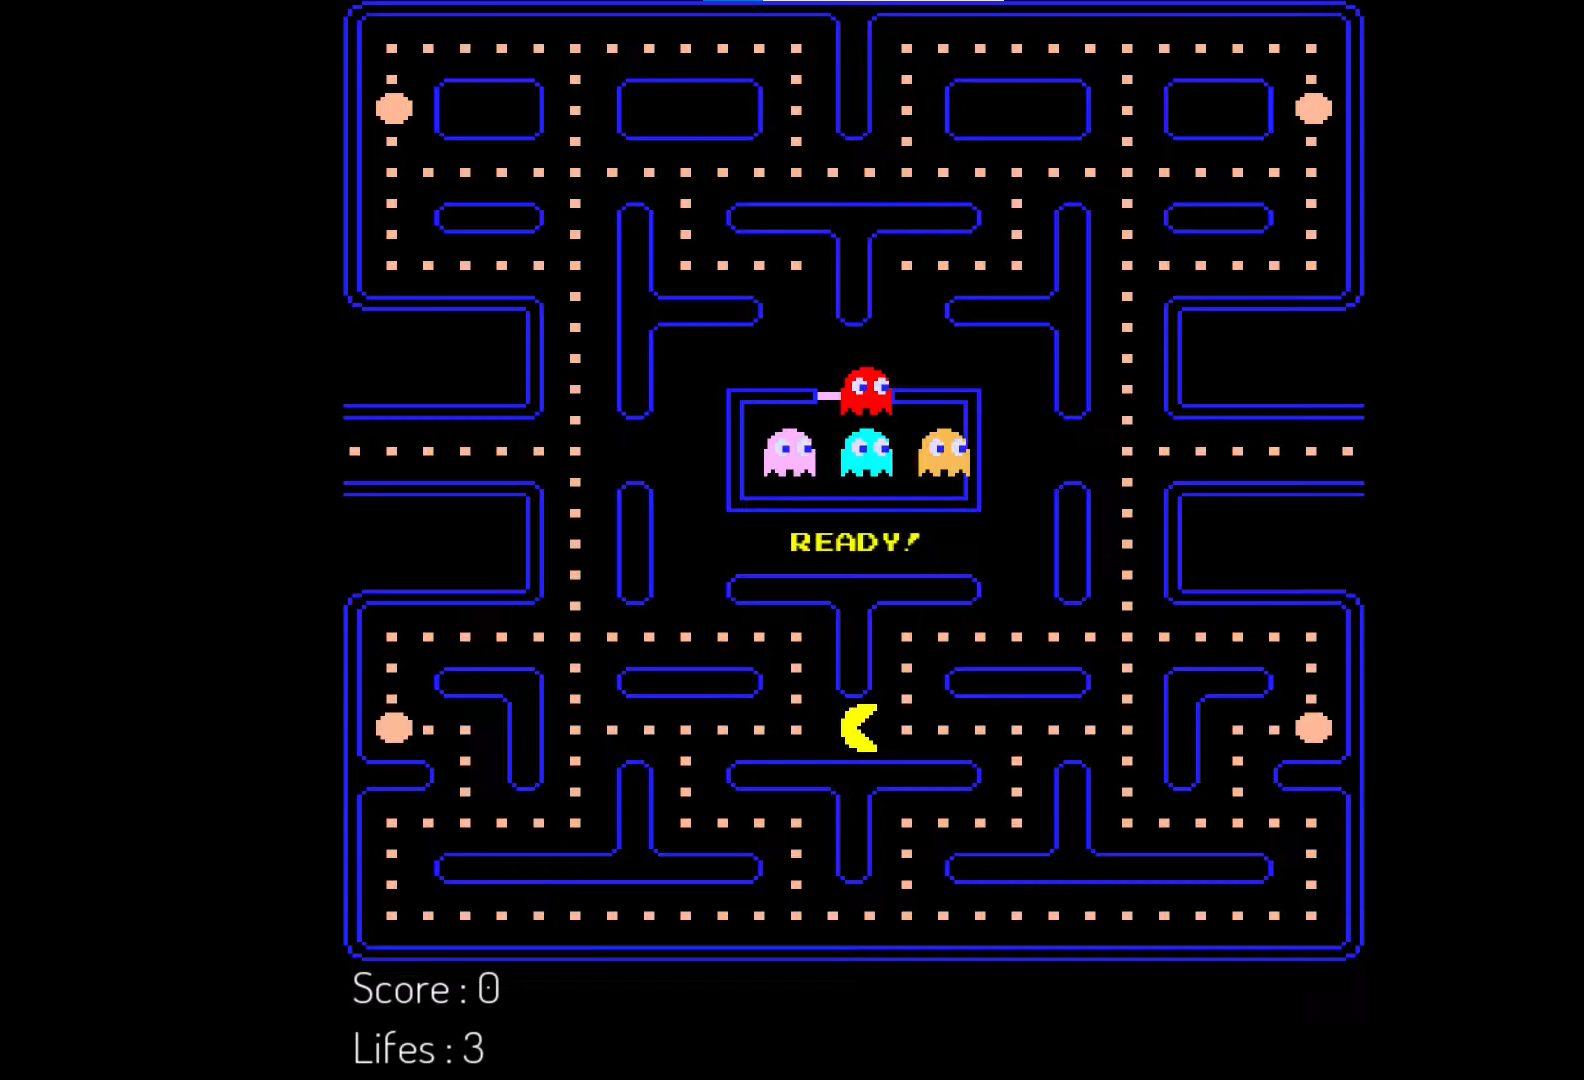 READY!
Score : 0
Lifes : 3